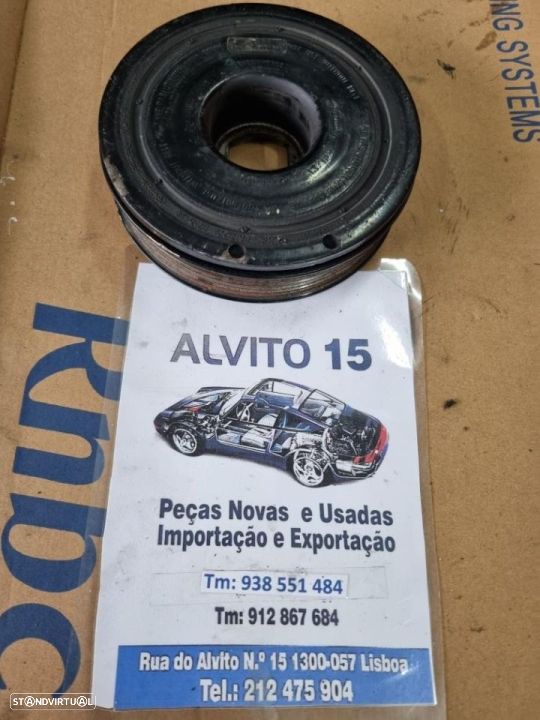 NG SYSTEMS
ALVITO 15
Peças Novas e Usadas
Importação e Exportação
Tm: 938 551 484
Tm: 912 867 684
Rua do Alvito N.º 15 1300-057 Lisboa
Tel.: 212 475 904
Knbc
STANDVIRTUAL